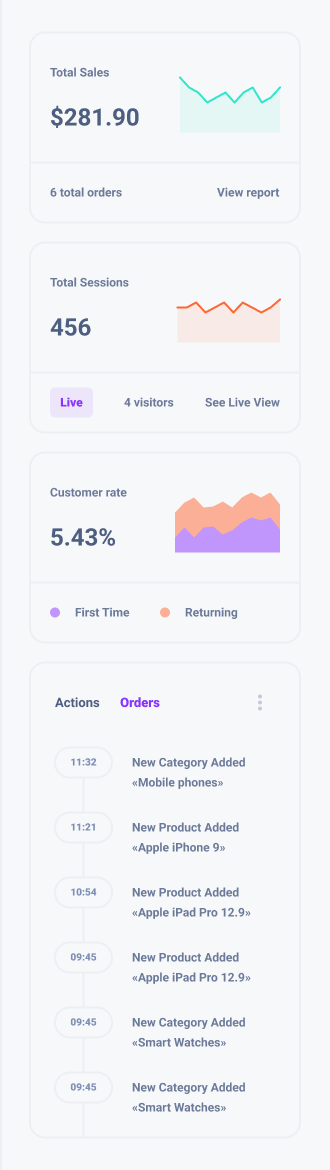 Total Sales
$281.90
6 total orders
View report
Total Sessions
456
Live
4 visitors
See Live View
Customer rate
5.43%
First Time
Returning
Actions
Orders
11:32
New Category Added
«Mobile phones»
11:21
New Product Added
«Apple iPhone 9»
10:54
New Product Added
«Apple iPad Pro 12.9»
09:45
New Product Added
«Apple iPad Pro 12.9»
09:45
New Category Added
«Smart Watches»
09:45
New Category Added
«Smart Watches»